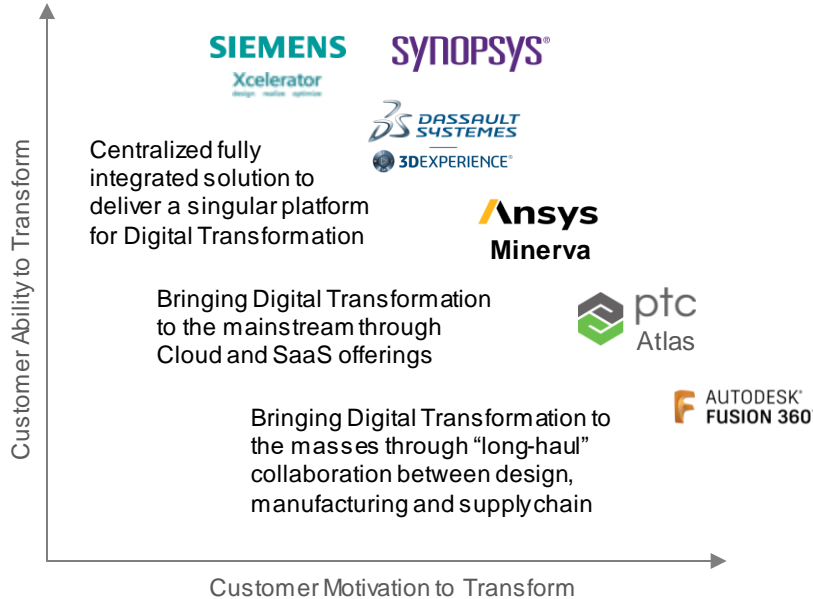 SIEMENS
SYNOPSYS®
Xcelerator
design realize optimize
DASSAULT
SYSTEMES
3DEXPERIENCE®
Centralized fully
integrated solution to
deliver a singular platform
for Digital Transformation
Ansys
Minerva
Bringing Digital Transformation
to the mainstream through
Cloud and SaaS offerings
ptc
Atlas
AUTODESK®
FUSION 360
Bringing Digital Transformation to
the masses through “long-haul”
collaboration between design,
manufacturing and supply chain
Customer Ability to Transform
Customer Motivation to Transform